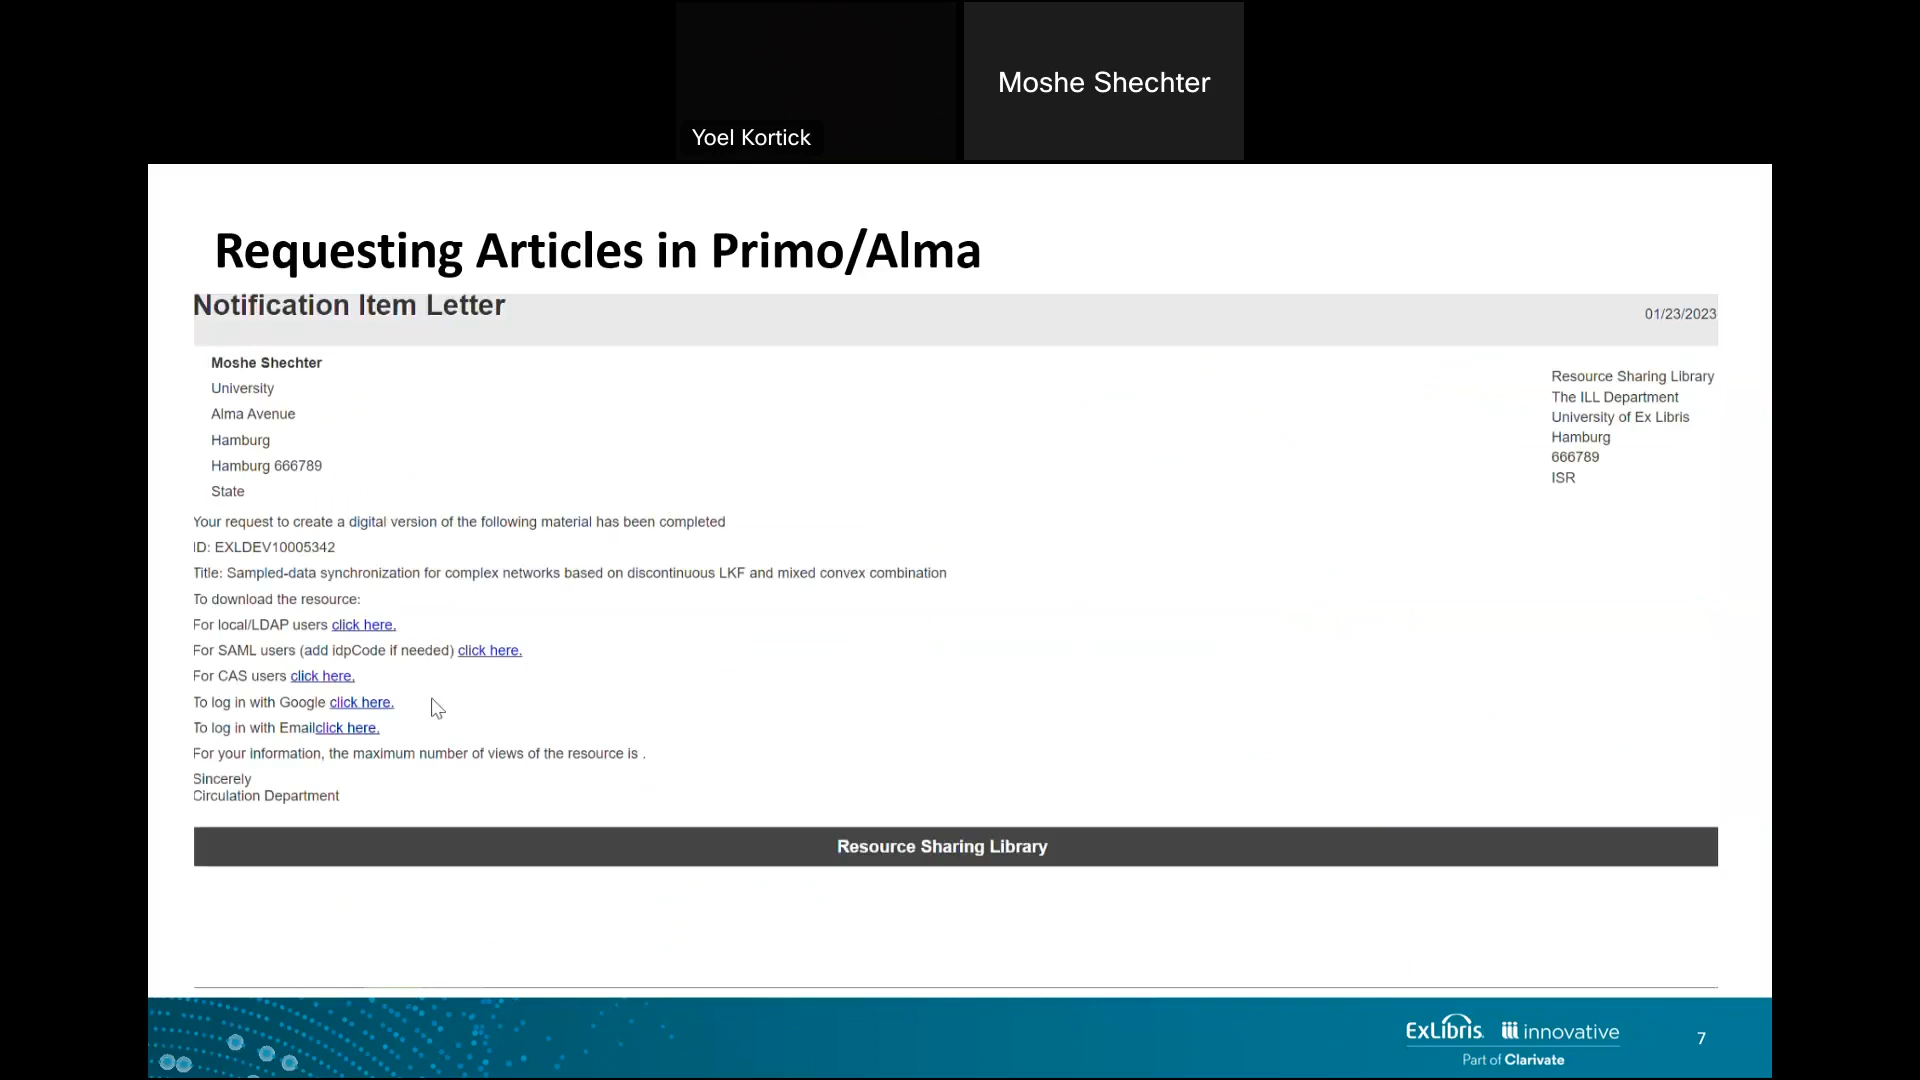 Moshe Shechter
Yoel Kortick
Requesting Articles in Primo/Alma
Notification Item Letter
01/23/2023
Moshe Shechter
University
Alma Avenue
Hamburg
Hamburg 666789
State
Resource Sharing Library
The ILL Department
University of Ex Libris
Hamburg
666789
ISR
Your request to create a digital version of the following material has been completed
ID: EXLDEV10005342
Title: Sampled-data synchronization for complex networks based on discontinuous LKF and mixed convex combination
To download the resource:
For local/LDAP users click here.
For SAML users (add idpCode if needed) click here.
For CAS users click here.
To log in with Google click here.
To log in with Emailclick here.
For your information, the maximum number of views of the resource is .
Sincerely
Circulation Department
Resource Sharing Library
ExLibris innovative
Part of Clarivate
7